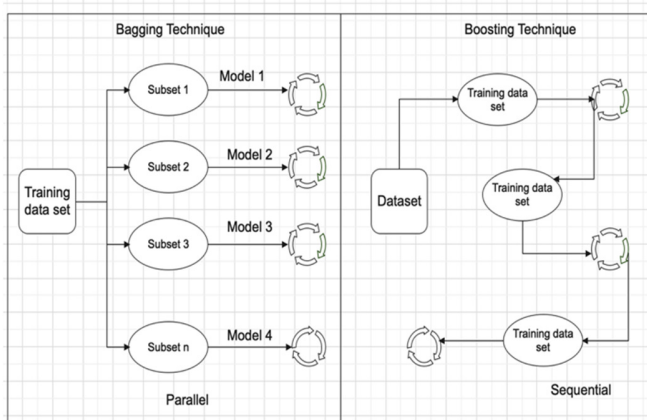 Bagging Technique
Model 1
Subset 1
Model 2
Subset 2
Training
data set
Model 3
Subset 3
Model 4
Subset n
Parallel
Boosting Technique
Training data
set
Training data
set
Dataset
Training data
set
Sequential